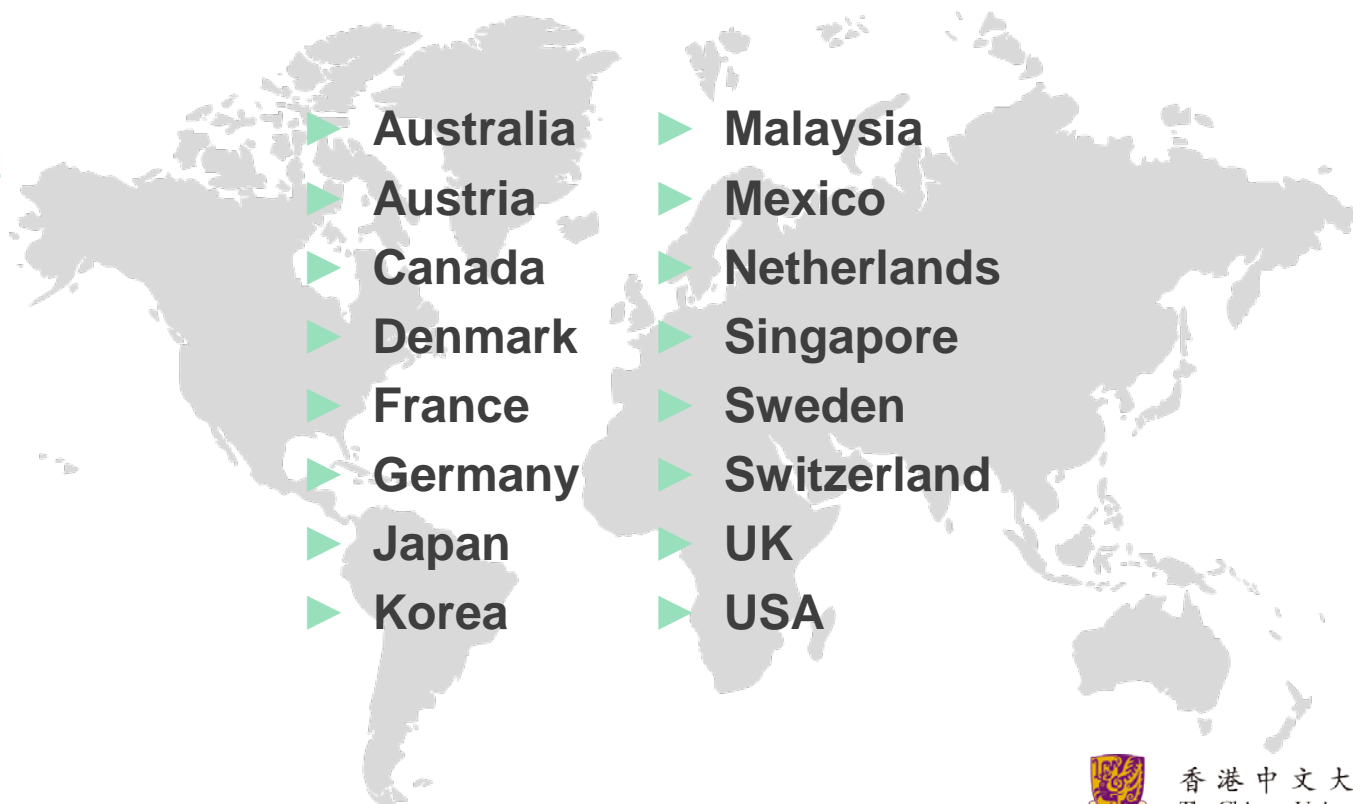 Australia
Austria
Canada
Denmark
France
Germany
Japan
Korea
Malaysia
Mexico
Netherlands
Singapore
Sweden
Switzerland
UK
USA
香港中文大